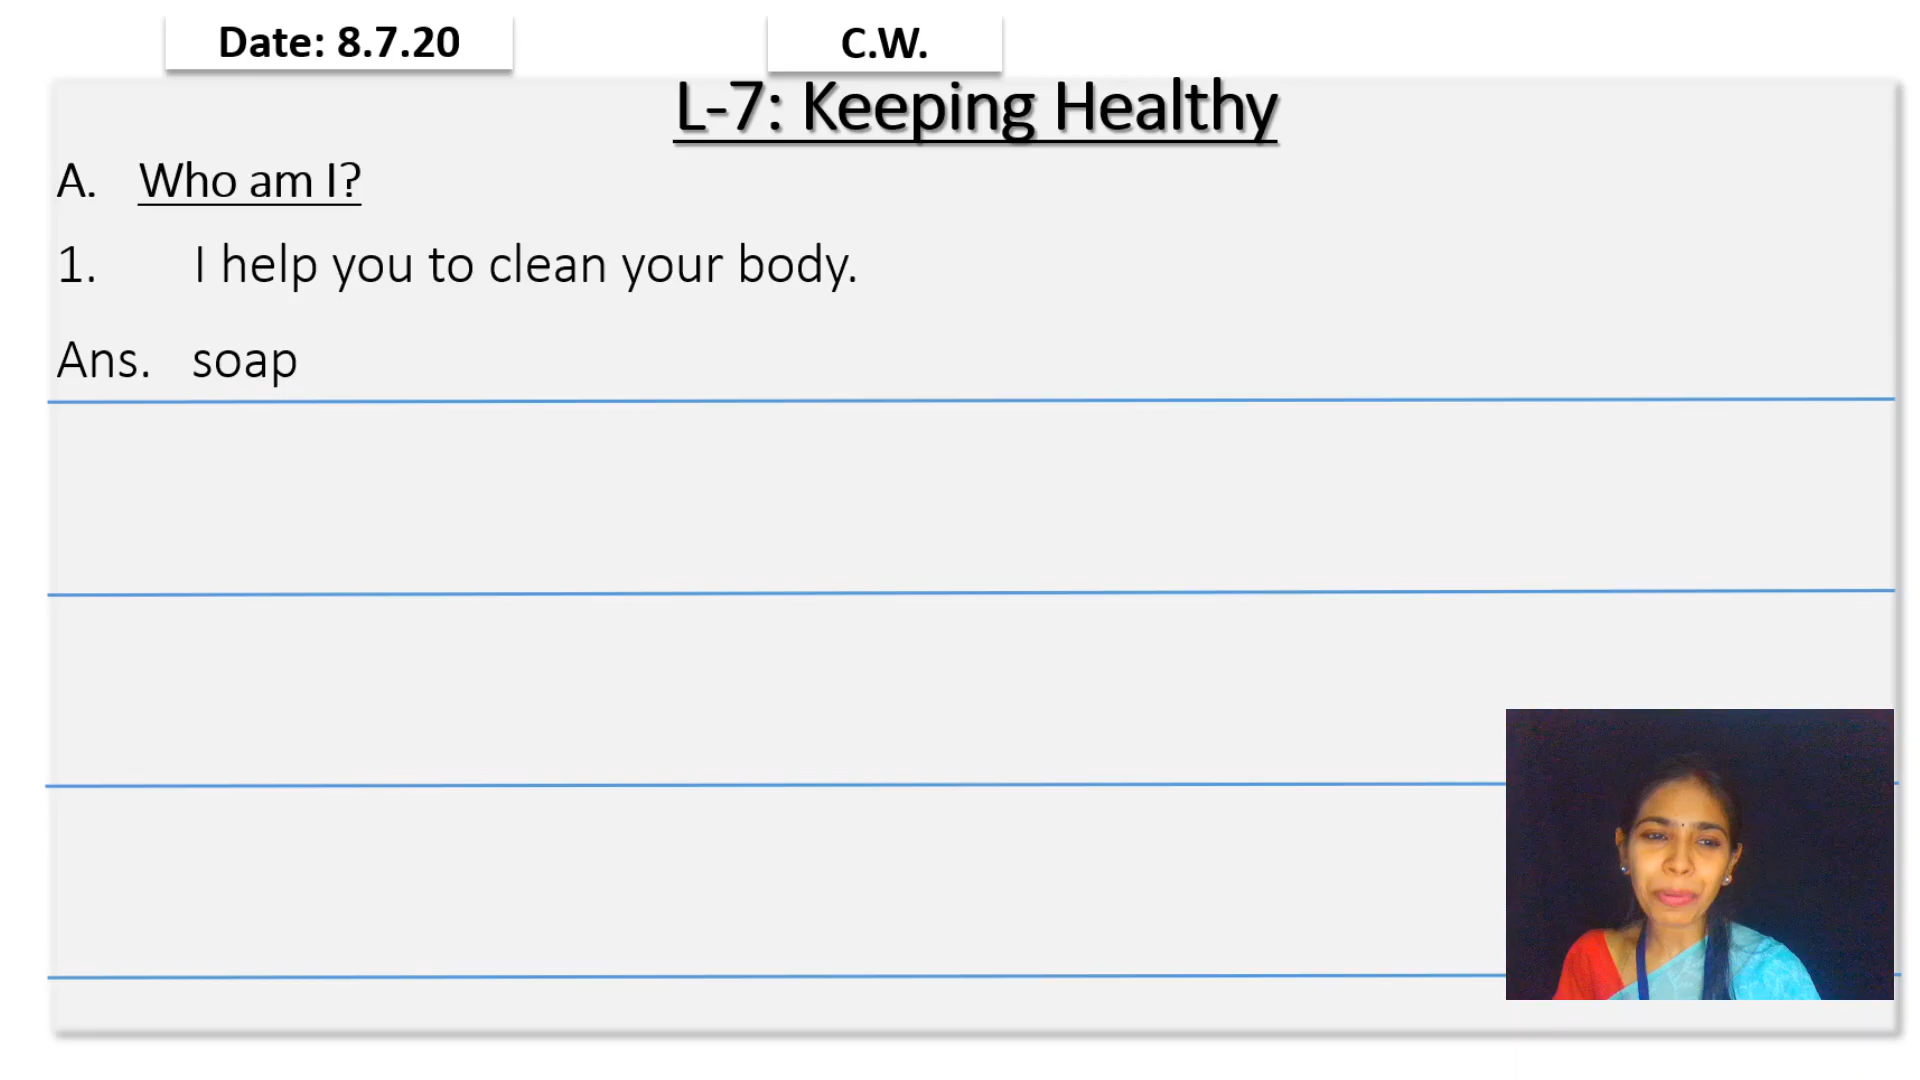 Date: 8.7.20 C.W.
L-7: Keeping Healthy
A. Who am I?
1. I help you to clean your body.
Ans. soap